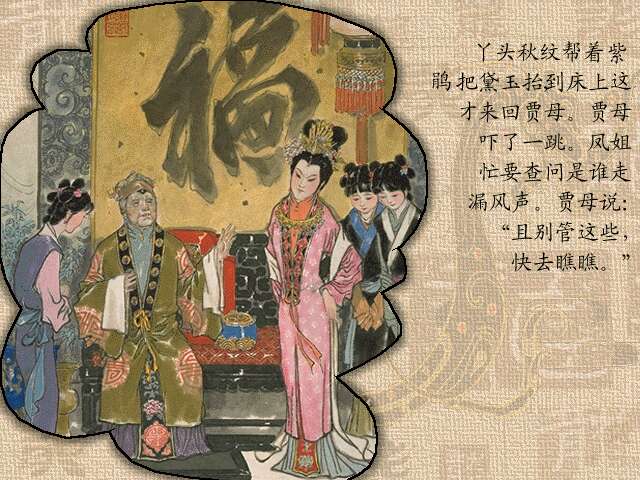 福
丫头秋纹帮着紫
鹃把黛玉抬到床上这
才来回贾母。贾母
吓了一跳。凤姐
忙要查问是谁走
漏风声。贾母说:
“且别管这些,
快去瞧瞧。”